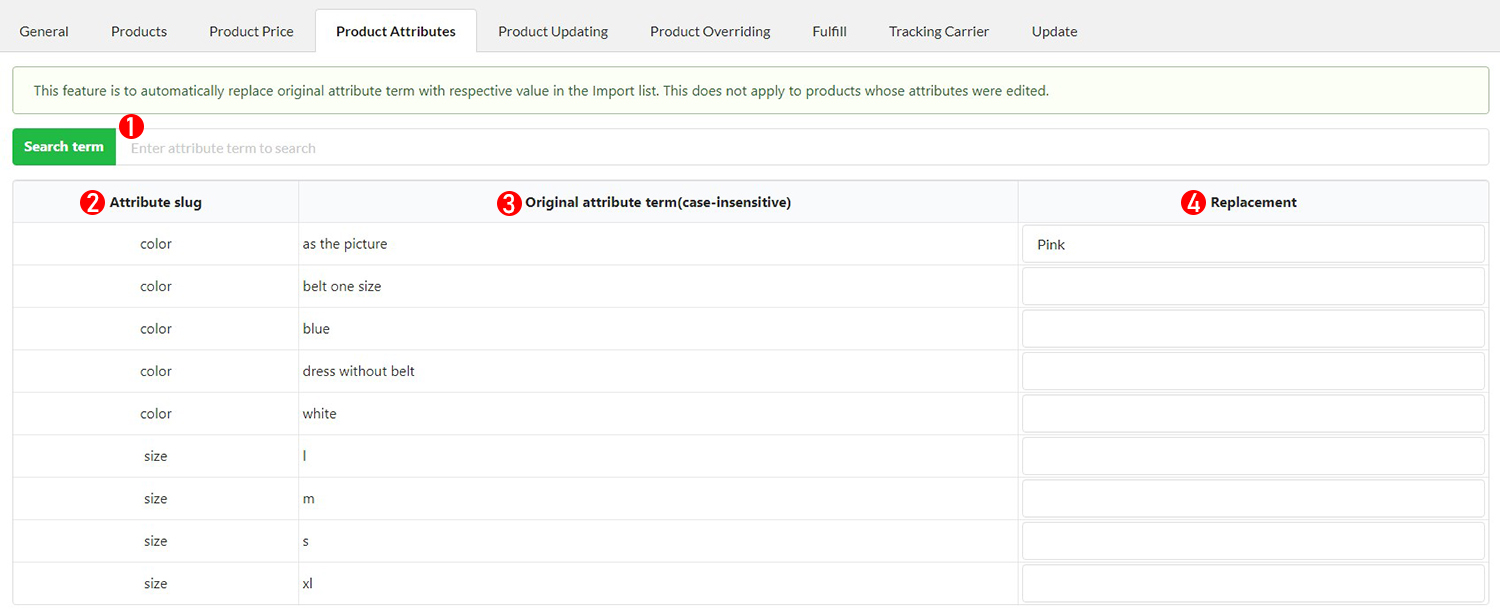 General Products Product Price Product Attributes Product Updating Product Overriding Fulfill Tracking Carrier Update
This feature is to automatically replace original attribute term with respective value in the Import list. This does not apply to products whose attributes were edited.
1
Search term Enter attribute term to search
2 Attribute slug 3 Original attribute term(case-insensitive) 4 Replacement
color as the picture Pink
color belt one size
color blue
color dress without belt
color white
size l
size m
size s
size xl